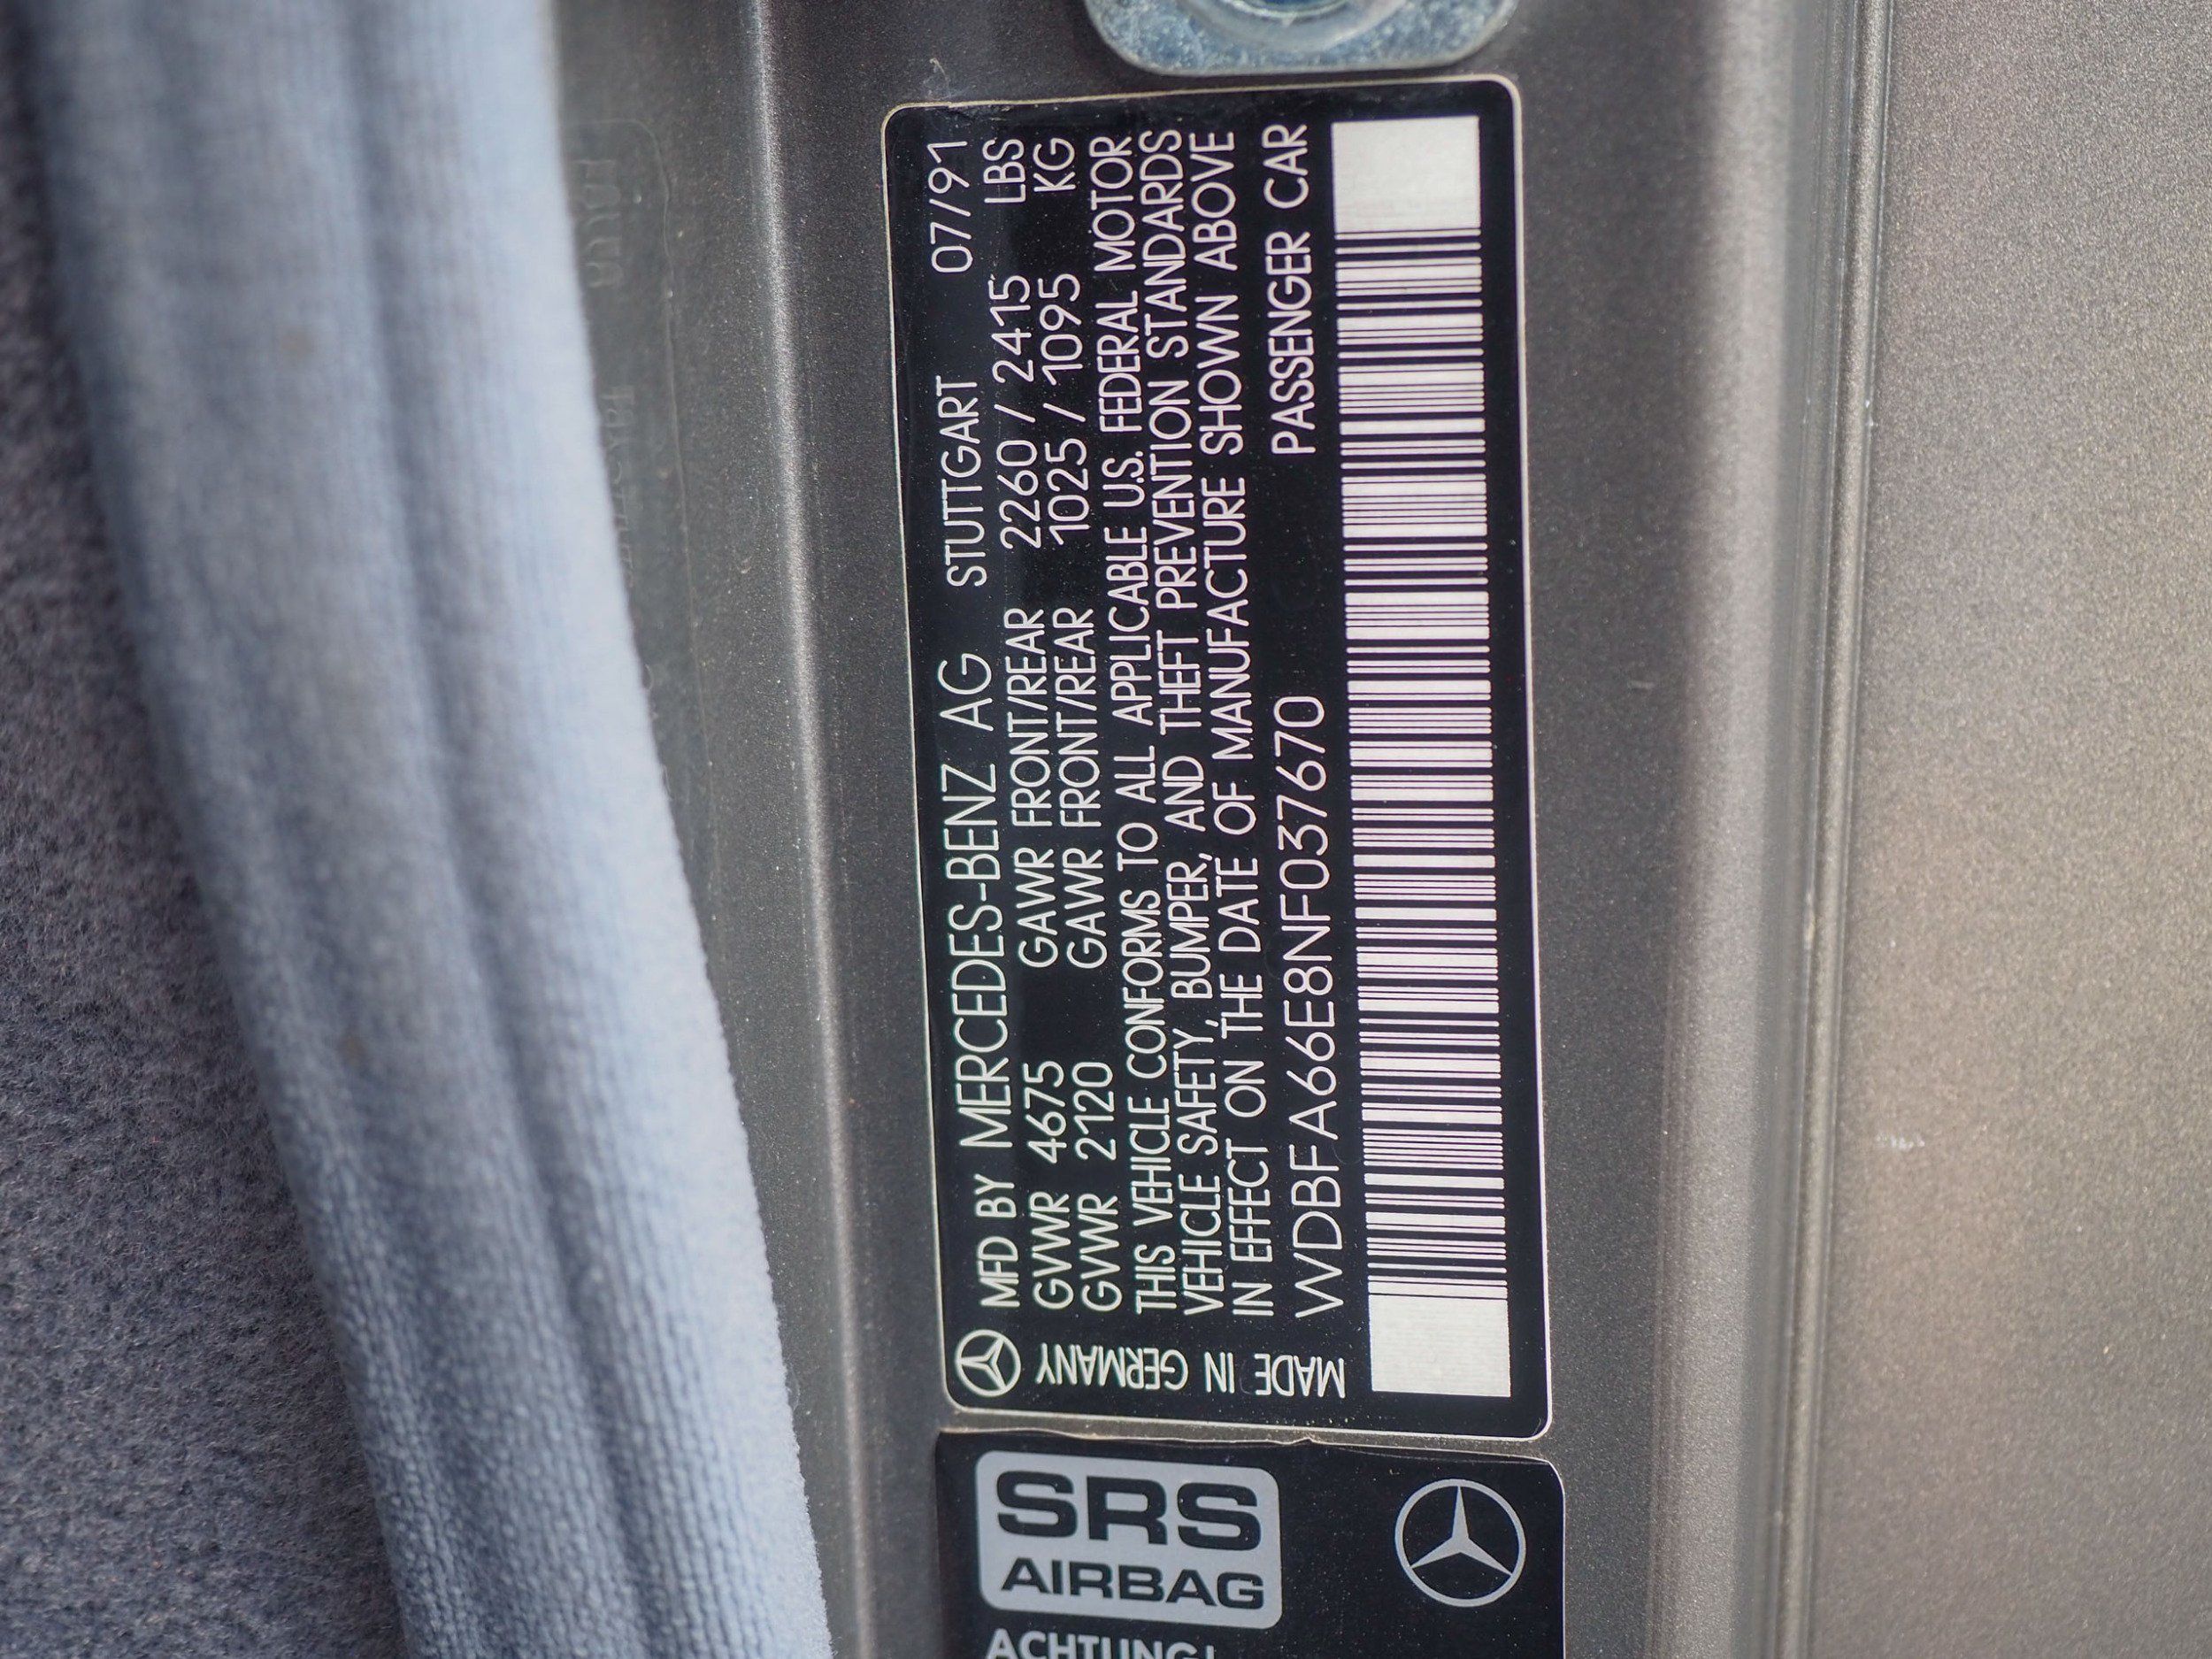 MFD BY MERCEDES-BENZ AG STUTTGART 07/91
GVWR 4675 GAWR FRONT/REAR 2260 / 2415 LBS
GVWR 2120 GAWR FRONT/REAR 1025 / 1095 KG
THIS VEHICLE CONFORMS TO ALL APPLICABLE U.S. FEDERAL MOTOR
VEHICLE SAFETY, BUMPER, AND THEFT PREVENTION STANDARDS
IN EFFECT ON THE DATE OF MANUFACTURE SHOWN ABOVE
WDBFA66E8NF037670 PASSENGER CAR
MADE IN GERMANY
SRS
AIRBAG
ACHTUNG!